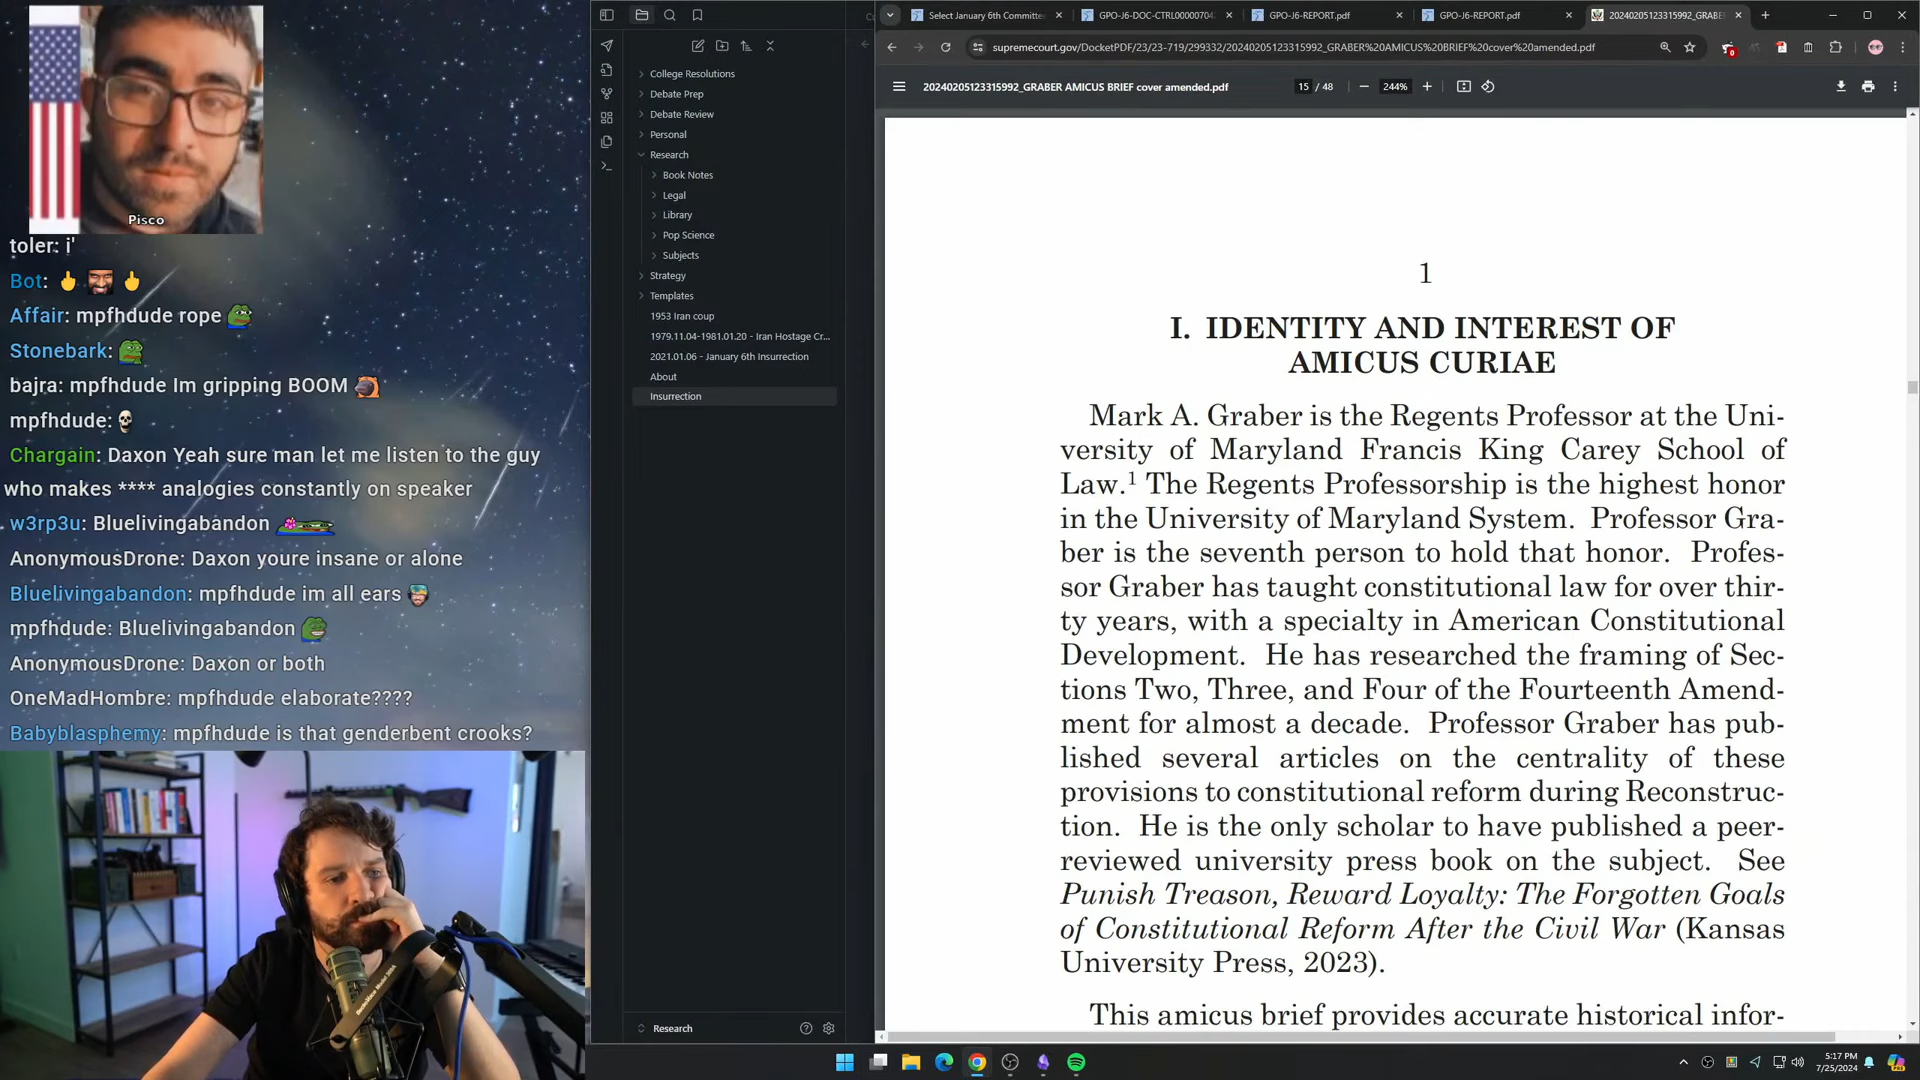 Pisco
toler: i'
Bot:
Affair: mpfhdude rope
Stonebark:
bajra: mpfhdude Im gripping BOOM
mpfhdude:
Chargain: Daxon Yeah sure man let me listen to the guy
who makes **** analogies constantly on speaker
w3rp3u: Bluelivingabandon
AnonymousDrone: Daxon youre insane or alone
Bluelivingabandon: mpfhdude im all ears
mpfhdude: Bluelivingabandon
AnonymousDrone: Daxon or both
OneMadHombre: mpfhdude elaborate????
Babyblasphemy: mpfhdude is that genderbent crooks?
College Resolutions
Debate Prep
Debate Review
Personal
Research
Book Notes
Legal
Library
Pop Science
Subjects
Strategy
Templates
1953 Iran coup
1979.11.04-1981.01.20 - Iran Hostage Cr...
2021.01.06 - January 6th Insurrection
About
Insurrection
Research
Select January 6th Committe
GPO-J6-DOC-CTRL00000704
GPO-J6-REPORT.pdf
GPO-J6-REPORT.pdf
20240205123315992_GRABE
supremecourt.gov/DocketPDF/23/23-719/299332/20240205123315992_GRABER%20AMICUS%20BRIEF%20cover%20amended.pdf
20240205123315992_GRABER AMICUS BRIEF cover amended.pdf
15 / 48
244%
1
I. IDENTITY AND INTEREST OF
AMICUS CURIAE
Mark A. Graber is the Regents Professor at the Uni-
versity of Maryland Francis King Carey School of
Law.¹ The Regents Professorship is the highest honor
in the University of Maryland System. Professor Gra-
ber is the seventh person to hold that honor. Profes-
sor Graber has taught constitutional law for over thir-
ty years, with a specialty in American Constitutional
Development. He has researched the framing of Sec-
tions Two, Three, and Four of the Fourteenth Amend-
ment for almost a decade. Professor Graber has pub-
lished several articles on the centrality of these
provisions to constitutional reform during Reconstruc-
tion. He is the only scholar to have published a peer-
reviewed university press book on the subject. See
Punish Treason, Reward Loyalty: The Forgotten Goals
of Constitutional Reform After the Civil War (Kansas
University Press, 2023).
This amicus brief provides accurate historical infor-
5:17 PM
7/25/2024